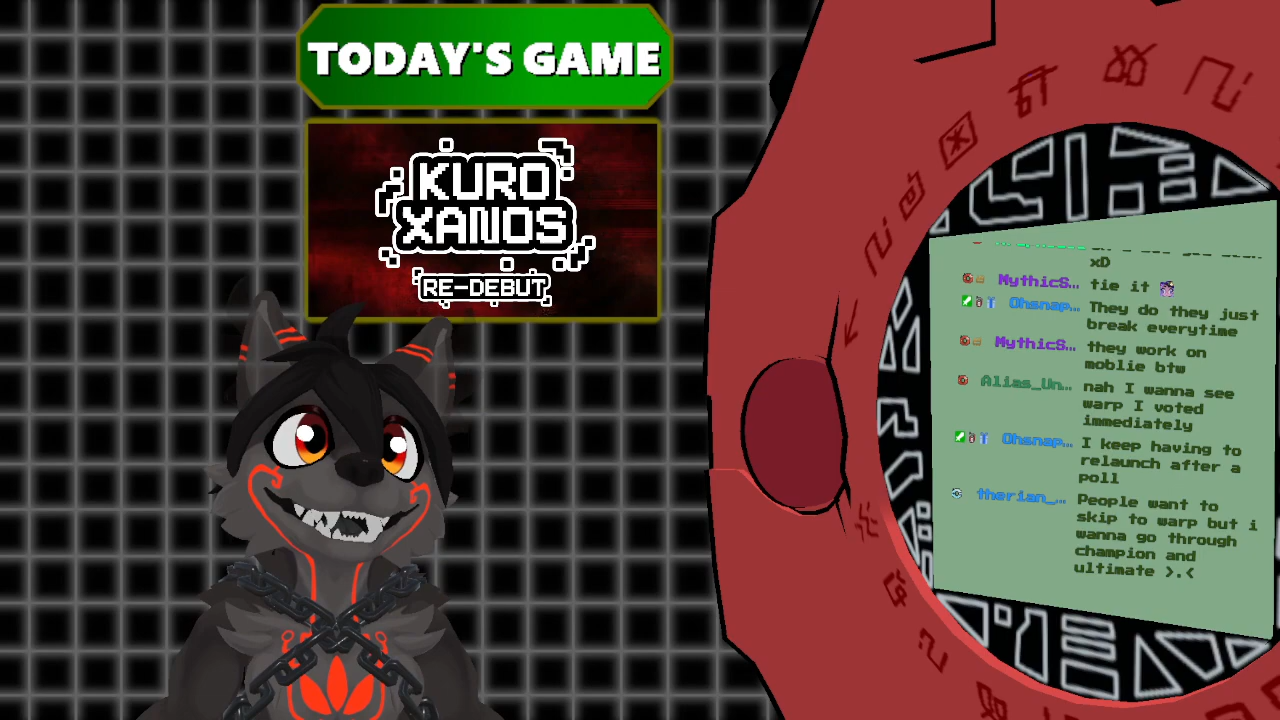 TODAY'S GAME
KURO
XANOS
RE-DEBUT
xD
MythicS... tie it
Ohsnap... They do they just
break everytime
MythicS... they work on
moblie btw
Alias_Un... nah I wanna see
warp I voted
immediately
Ohsnap... I keep having to
relaunch after a
poll
therian_... People want to
skip to warp but i
wanna go through
champion and
ultimate >.<